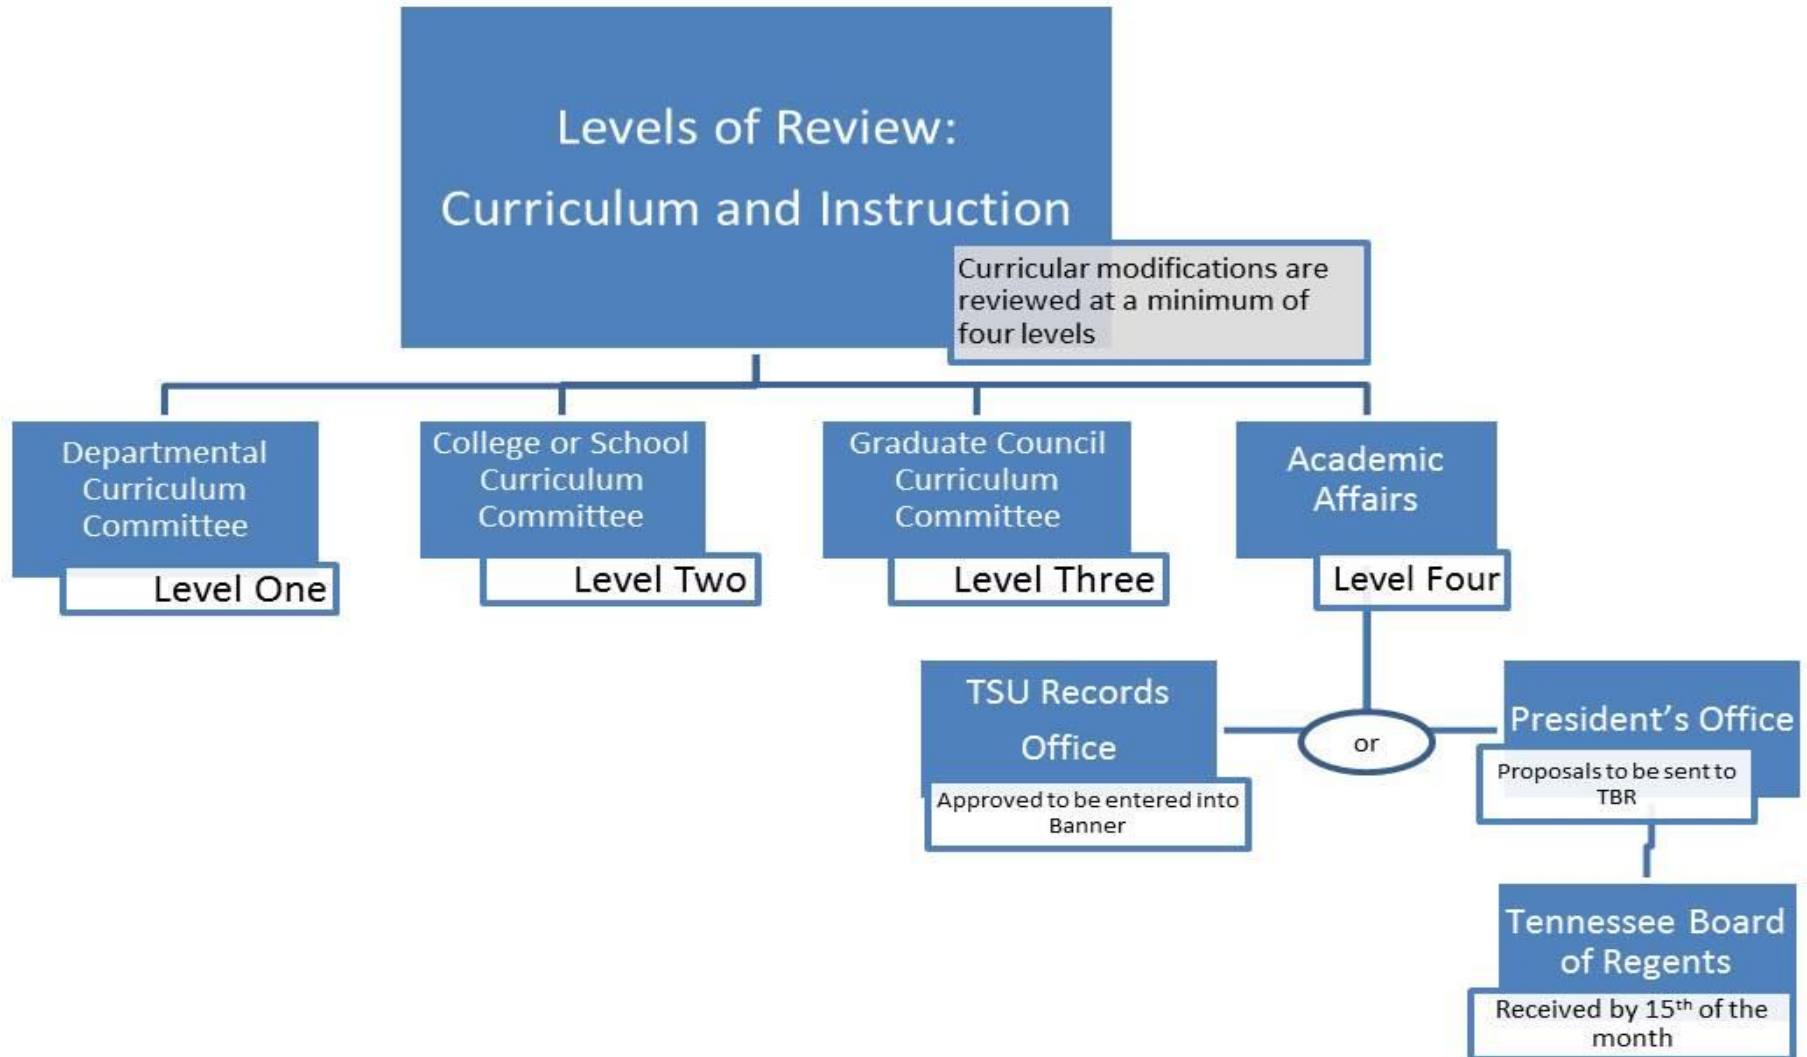 Levels of Review:
Curriculum and Instruction
Curricular modifications are
reviewed at a minimum of
four levels
Departmental
Curriculum
Committee
Level One
College or School
Curriculum
Committee
Level Two
Graduate Council
Curriculum
Committee
Level Three
Academic
Affairs
Level Four
TSU Records
Office
Approved to be entered into
Banner
or
President’s Office
Proposals to be sent to
TBR
Tennessee Board
of Regents
Received by 15th of the
month